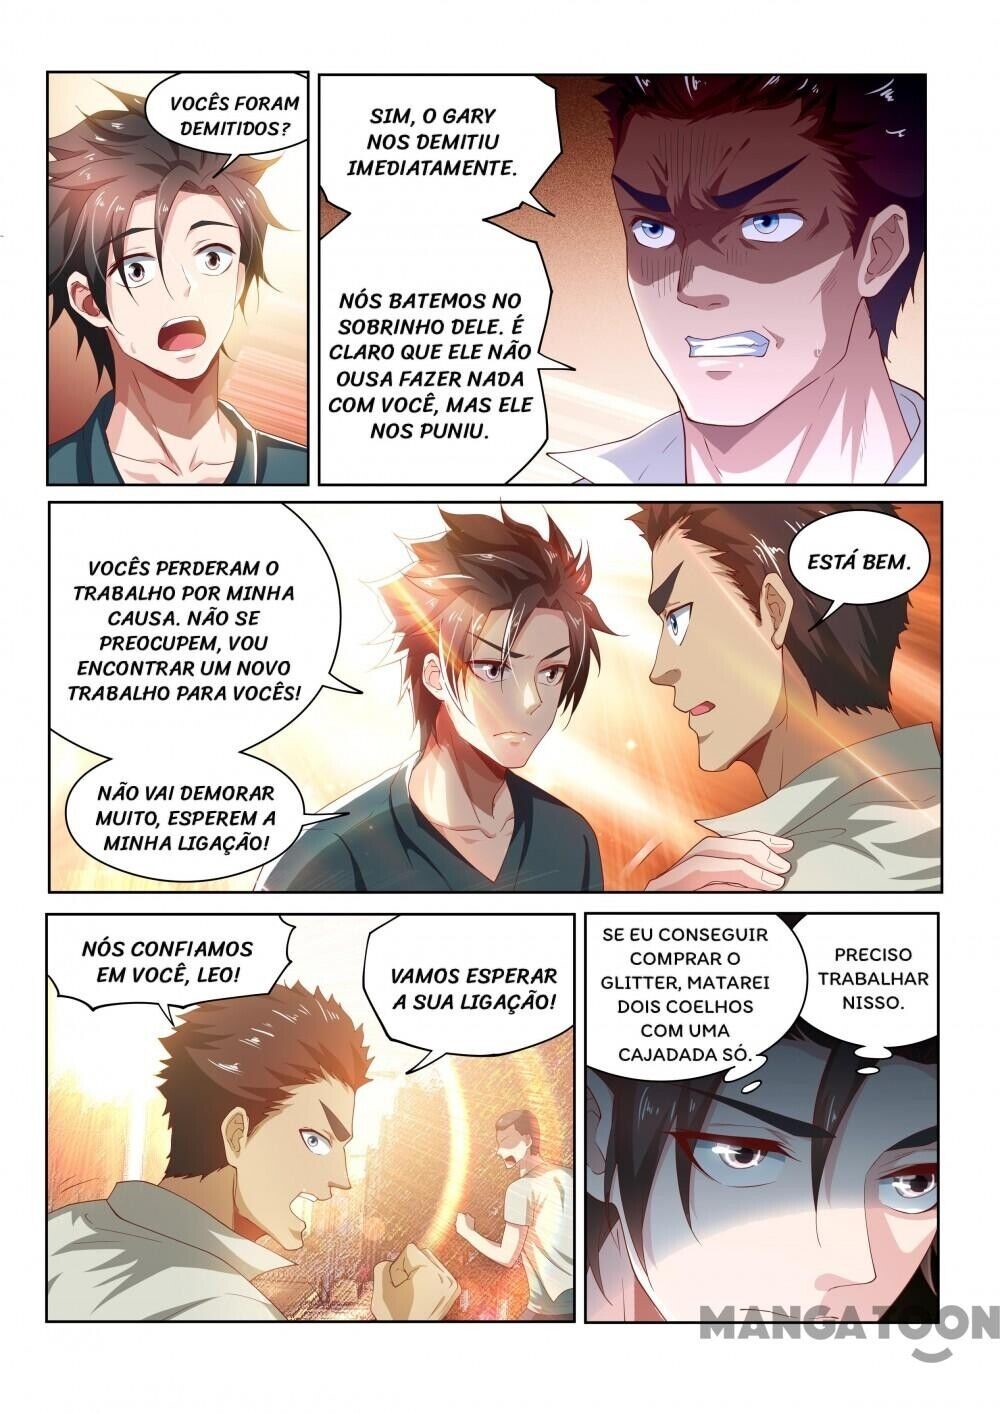 VOCÊS FORAM
DEMITIDOS?
SIM, O GARY
NOS DEMITIU
IMEDIATAMENTE.
NÓS BATEMOS NO
SOBRINHO DELE. É
CLARO QUE ELE NÃO
OUSA FAZER NADA
COM VOCÊ, MAS ELE
NOS PUNIU.
VOCÊS PERDERAM O
TRABALHO POR MINHA
CAUSA. NÃO SE
PREOCUPEM, VOU
ENCONTRAR UM NOVO
TRABALHO PARA VOCÊS!
NÃO VAI DEMORAR
MUITO, ESPEREM A
MINHA LIGAÇÃO!
ESTÁ BEM.
NÓS CONFIAMOS
EM VOCÊ, LEO!
VAMOS ESPERAR
A SUA LIGAÇÃO!
SE EU CONSEGUIR
COMPRAR O
GLITTER, MATAREI
DOIS COELHOS
COM UMA
CAJADADA SÓ.
PRECISO
TRABALHAR
NISSO.
MANGATOON